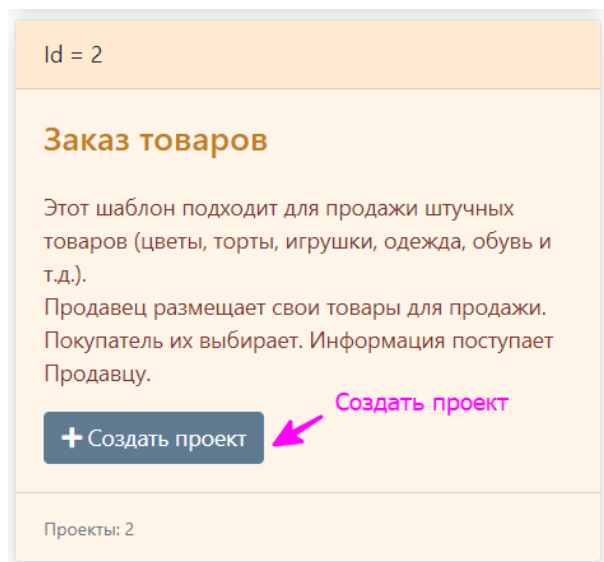 Id = 2
Заказ товаров
Этот шаблон подходит для продажи штучных
товаров (цветы, торты, игрушки, одежда, обувь и
т.д.).
Продавец размещает свои товары для продажи.
Покупатель их выбирает. Информация поступает
Продавцу.
Создать проект
+ Создать проект
Проекты: 2